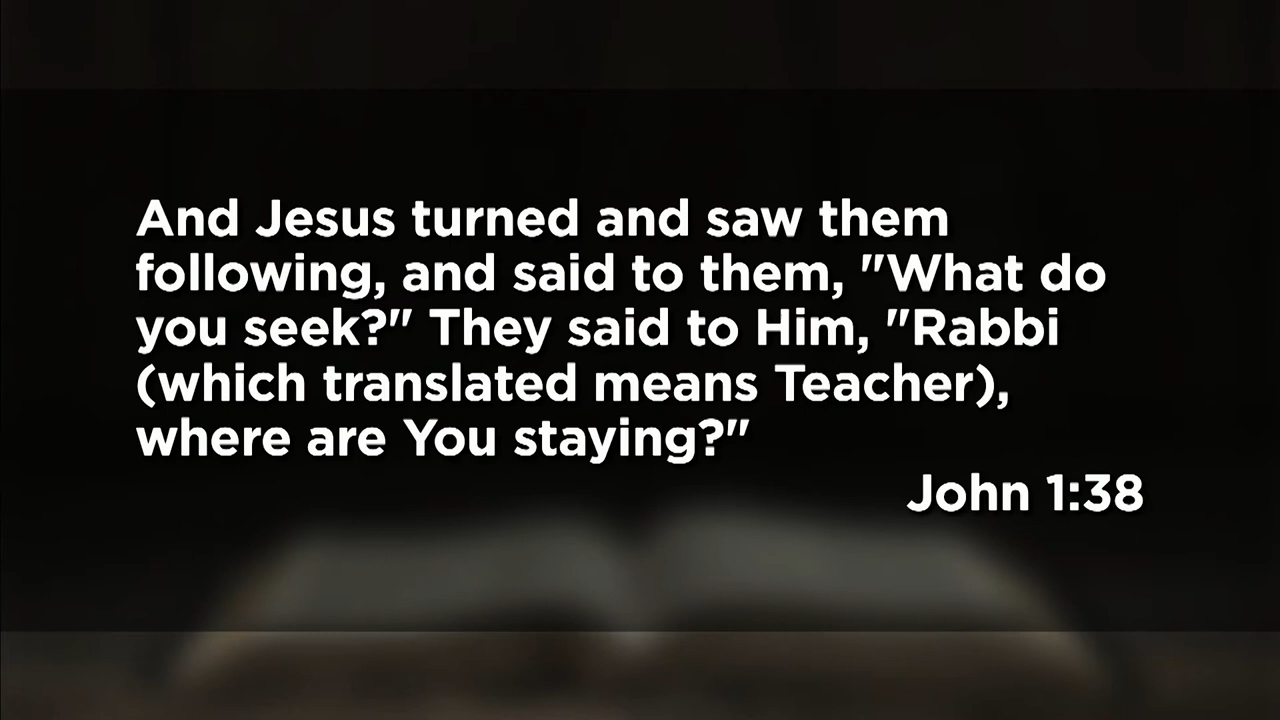 And Jesus turned and saw them
following, and said to them, "What do
you seek?" They said to Him, "Rabbi
(which translated means Teacher),
where are You staying?"
John 1:38